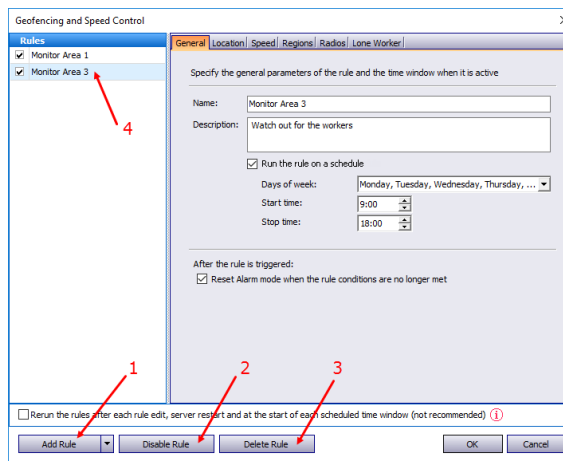 Geofencing and Speed Control
Rules
Monitor Area 1
Monitor Area 3
4
General Location Speed Regions Radios Lone Worker
Specify the general parameters of the rule and the time window when it is active
Name: Monitor Area 3
Description: Watch out for the workers
Run the rule on a schedule
Days of week: Monday, Tuesday, Wednesday, Thursday, ...
Start time: 9:00
Stop time: 18:00
After the rule is triggered:
Reset Alarm mode when the rule conditions are no longer met
1 2 3
Rerun the rules after each rule edit, server restart and at the start of each scheduled time window (not recommended) i
Add Rule Disable Rule Delete Rule OK Cancel